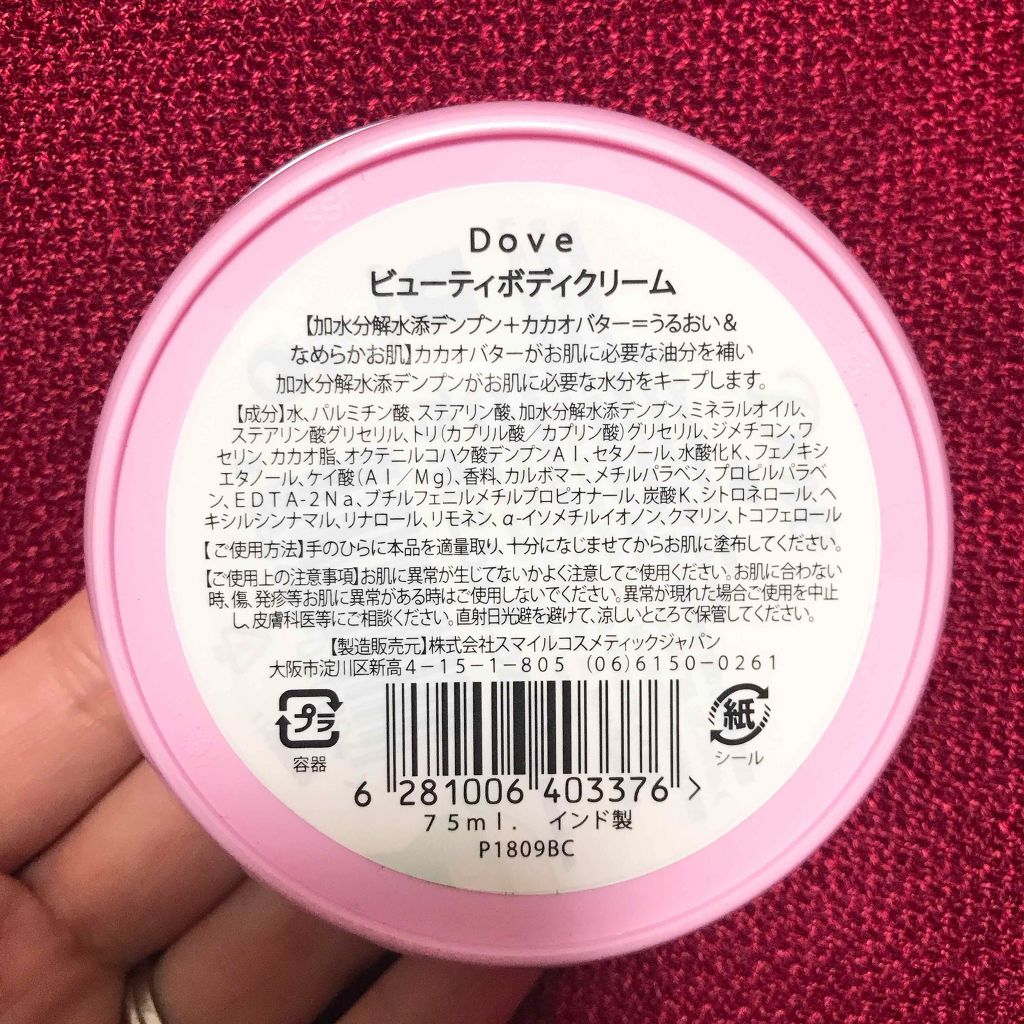 Dove
ビューティボディクリーム
【加水分解水添デンプン＋カカオバター＝うるおい＆
なめらかお肌】カカオバターがお肌に必要な油分を補い
加水分解水添デンプンがお肌に必要な水分をキープします。
【成分】水、パルミチン酸、ステアリン酸、加水分解水添デンプン、ミネラルオイル、
ステアリン酸グリセリル、トリ（カプリル酸／カプリン酸）グリセリル、ジメチコン、ワ
セリン、カカオ脂、オクテニルコハク酸デンプンＡｌ、セタノール、水酸化Ｋ、フェノキシ
エタノール、ケイ酸（Ａｌ／Ｍｇ）、香料、カルボマー、メチルパラベン、プロピルパラベ
ン、ＥＤＴＡ-２Ｎａ、ブチルフェニルメチルプロピオナール、炭酸Ｋ、シトロネロール、ヘ
キシルシンナマル、リナロール、リモネン、α-イソメチルイオノン、クマリン、トコフェロール
【ご使用方法】手のひらに本品を適量取り、十分になじませてからお肌に塗布してください。
【ご使用上の注意事項】お肌に異常が生じてないかよく注意してご使用ください。お肌に合わない
時、傷、発疹等お肌に異常がある時はご使用しないでください。異常が現れた場合ご使用を中止
し、皮膚科医等にご相談ください。直射日光避を避けて、涼しいところで保管してください。
【製造販売元】株式会社スマイルコスメティックジャパン
大阪市淀川区新高４－１５－１－８０５ （０６）６１５０－０２６１
プラ
容器
紙
シール
6 281006 403376 >
７５ｍｌ． インド製
P1809BC